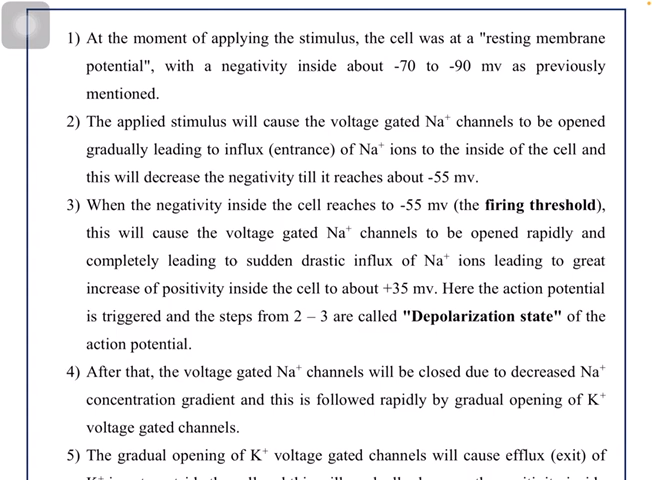 1) At the moment of applying the stimulus, the cell was at a "resting membrane
potential", with a negativity inside about -70 to -90 mv as previously
mentioned.
2) The applied stimulus will cause the voltage gated Na⁺ channels to be opened
gradually leading to influx (entrance) of Na⁺ ions to the inside of the cell and
this will decrease the negativity till it reaches about -55 mv.
3) When the negativity inside the cell reaches to -55 mv (the firing threshold),
this will cause the voltage gated Na⁺ channels to be opened rapidly and
completely leading to sudden drastic influx of Na⁺ ions leading to great
increase of positivity inside the cell to about +35 mv. Here the action potential
is triggered and the steps from 2 – 3 are called "Depolarization state" of the
action potential.
4) After that, the voltage gated Na⁺ channels will be closed due to decreased Na⁺
concentration gradient and this is followed rapidly by gradual opening of K⁺
voltage gated channels.
5) The gradual opening of K⁺ voltage gated channels will cause efflux (exit) of